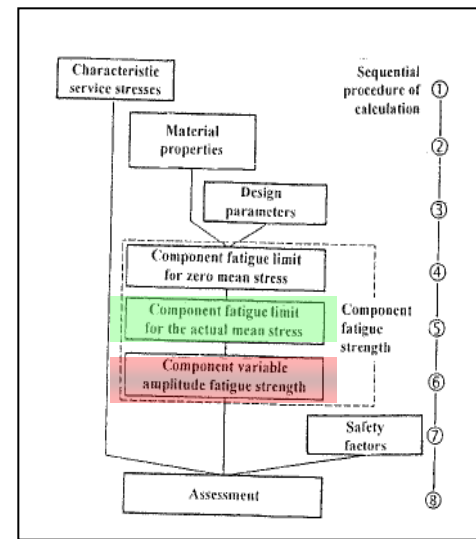 Characteristic
service stresses
Sequential
procedure of
calculation
①
Material
properties
②
Design
parameters
③
Component fatigue limit
for zero mean stress
④
Component fatigue limit
for the actual mean stress
Component
fatigue
strength
⑤
Component variable
amplitude fatigue strength
⑥
Safety
factors
⑦
Assessment
⑧